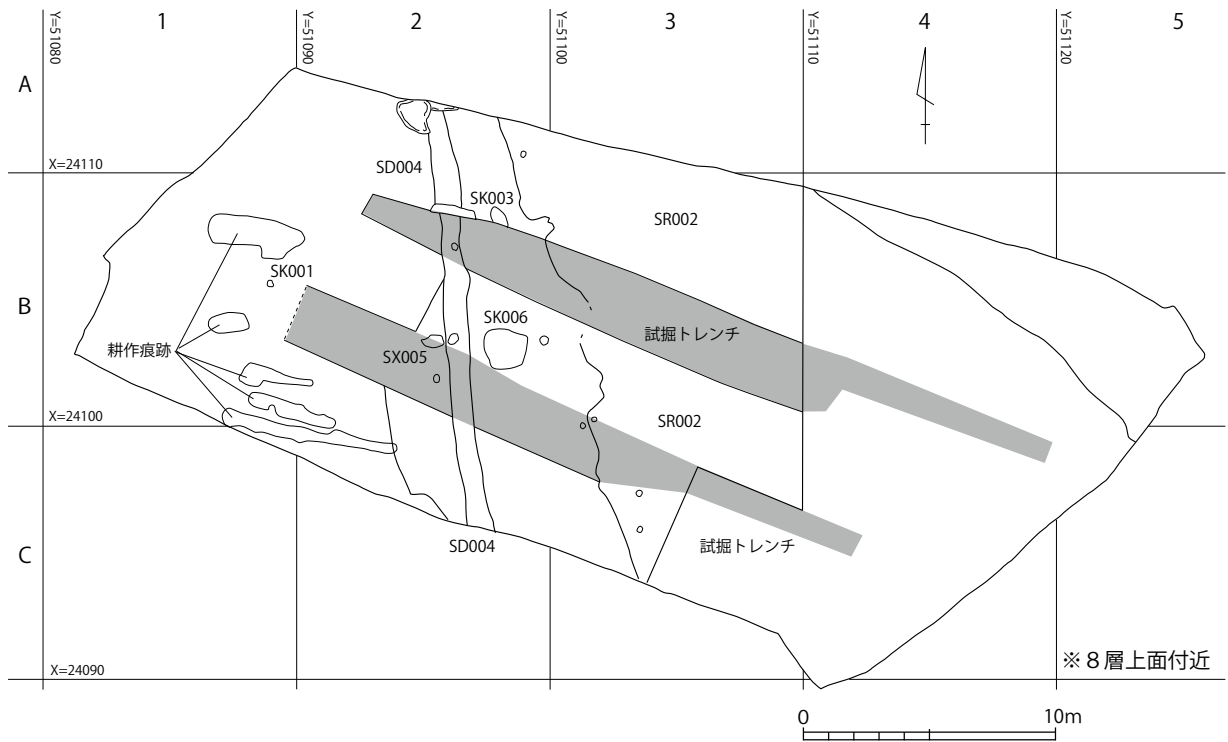 1
2
3
4
5
Y=51080
Y=51090
Y=51100
Y=51110
Y=51120
A
X=24110
SD004
SK003
SR002
SK001
B
SK006
試掘トレンチ
耕作痕跡
SX005
X=24100
SR002
SD004
試掘トレンチ
C
※８層上面付近
X=24090
0
10m